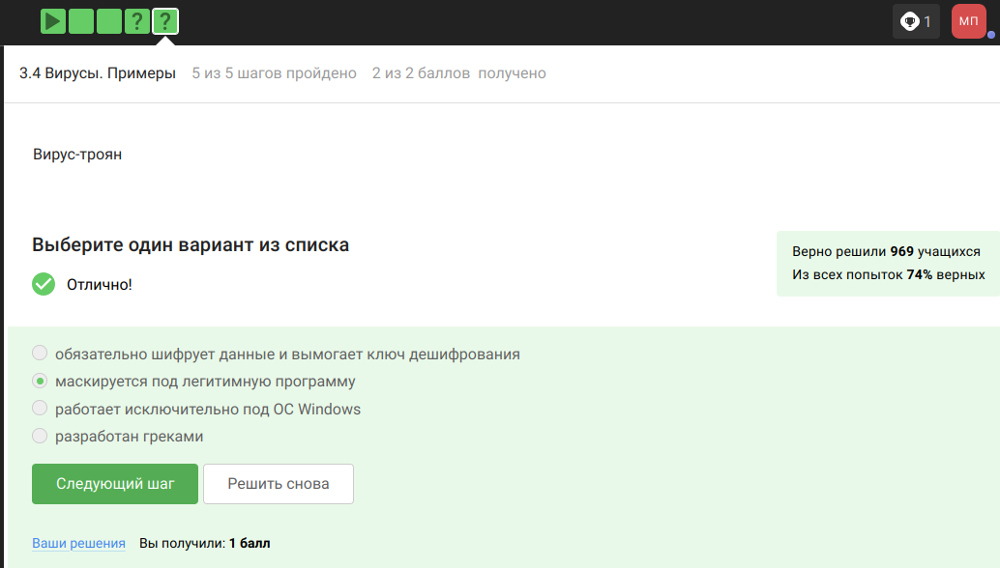 ? ?
1
МП
3.4 Вирусы. Примеры 5 из 5 шагов пройдено 2 из 2 баллов получено
Вирус-троян
Выберите один вариант из списка
Верно решили 969 учащихся
Из всех попыток 74% верных
Отлично!
обязательно шифрует данные и вымогает ключ дешифрования
маскируется под легитимную программу
работает исключительно под ОС Windows
разработан греками
Следующий шаг Решить снова
Ваши решения Вы получили: 1 балл